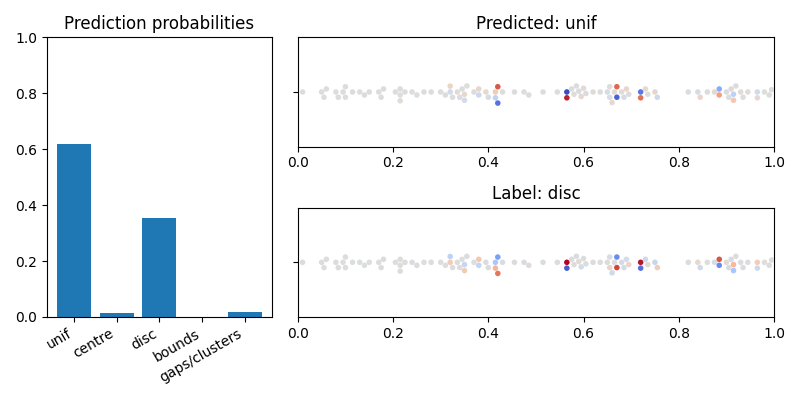 Prediction probabilities
1.0
0.8
0.6
0.4
0.2
0.0
unif
centre
disc
bounds
gaps/clusters
Predicted: unif
0.0 0.2 0.4 0.6 0.8 1.0
Label: disc
0.0 0.2 0.4 0.6 0.8 1.0